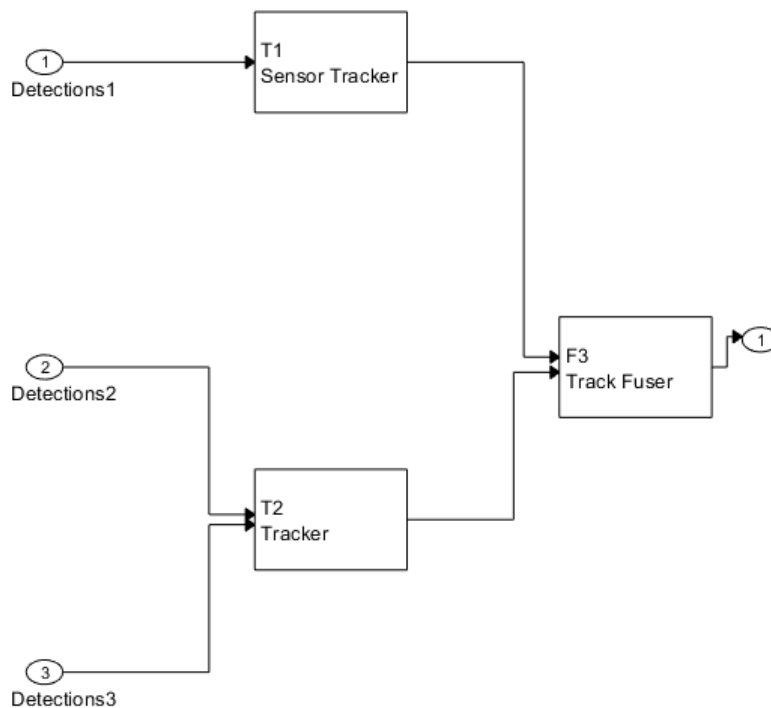 1
Detections1
T1
Sensor Tracker
2
Detections2
F3
Track Fuser
1
T2
Tracker
3
Detections3